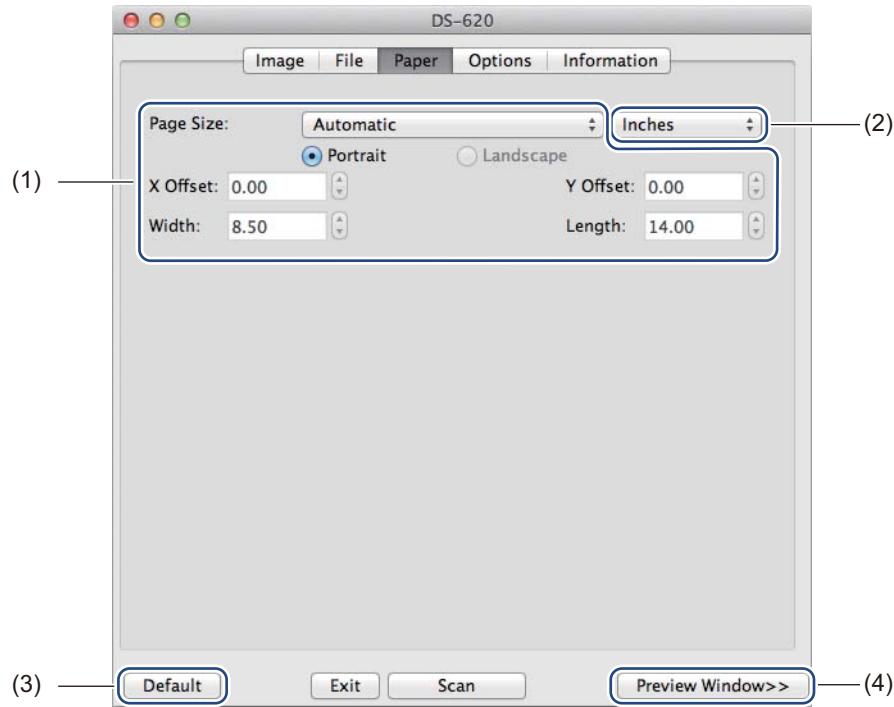 DS-620
Image File Paper Options Information
Page Size: Automatic Inches (2)
Portrait Landscape
(1) X Offset: 0.00 Y Offset: 0.00
Width: 8.50 Length: 14.00
(3) Default Exit Scan Preview Window>> (4)